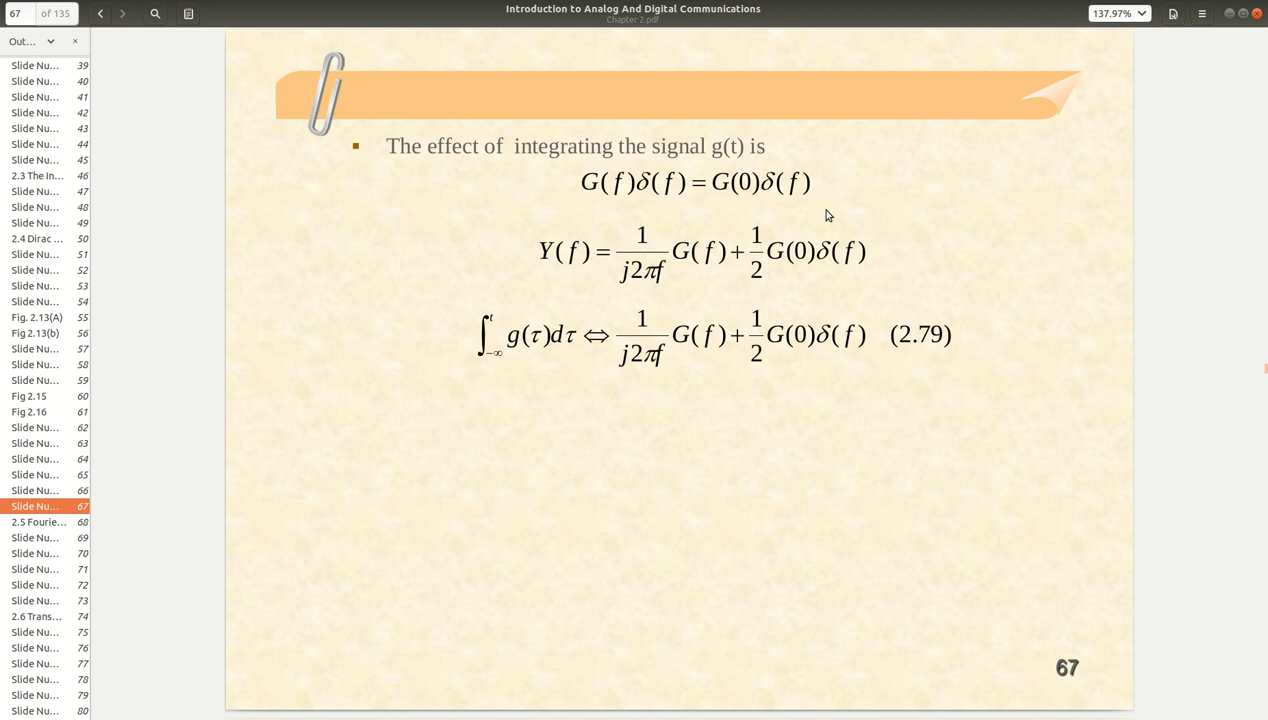 67 of 135
Introduction to Analog And Digital Communications
Chapter 2.pdf
137.97%
Out...
×
Slide Nu... 39
Slide Nu... 40
Slide Nu... 41
Slide Nu... 42
Slide Nu... 43
Slide Nu... 44
Slide Nu... 45
2.3 The In... 46
Slide Nu... 47
Slide Nu... 48
Slide Nu... 49
2.4 Dirac ... 50
Slide Nu... 51
Slide Nu... 52
Slide Nu... 53
Slide Nu... 54
Fig. 2.13(A) 55
Fig 2.13(b) 56
Slide Nu... 57
Slide Nu... 58
Slide Nu... 59
Fig 2.15 60
Fig 2.16 61
Slide Nu... 62
Slide Nu... 63
Slide Nu... 64
Slide Nu... 65
Slide Nu... 66
Slide Nu... 67
2.5 Fourie... 68
Slide Nu... 69
Slide Nu... 70
Slide Nu... 71
Slide Nu... 72
Slide Nu... 73
2.6 Trans... 74
Slide Nu... 75
Slide Nu... 76
Slide Nu... 77
Slide Nu... 78
Slide Nu... 79
Slide Nu... 80
The effect of integrating the signal g(t) is
G(f)δ(f) = G(0)δ(f)
Y(f) = \frac{1}{j2πf} G(f) + \frac{1}{2} G(0)δ(f)
∫_{-∞}^{t} g(τ)dτ ⇔ \frac{1}{j2πf} G(f) + \frac{1}{2} G(0)δ(f) (2.79)
67